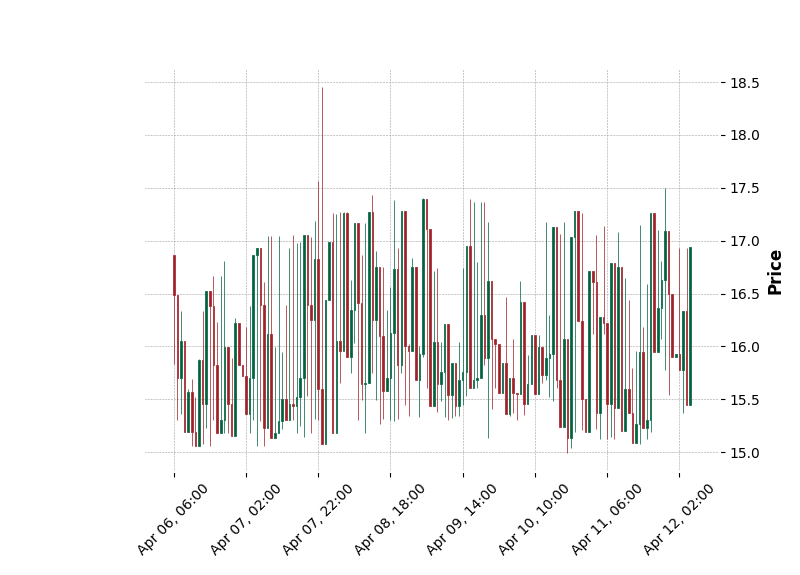 18.5
18.0
17.5
17.0
16.5
16.0
15.5
15.0
Price
Apr 06, 06:00
Apr 07, 02:00
Apr 07, 22:00
Apr 08, 18:00
Apr 09, 14:00
Apr 10, 10:00
Apr 11, 06:00
Apr 12, 02:00